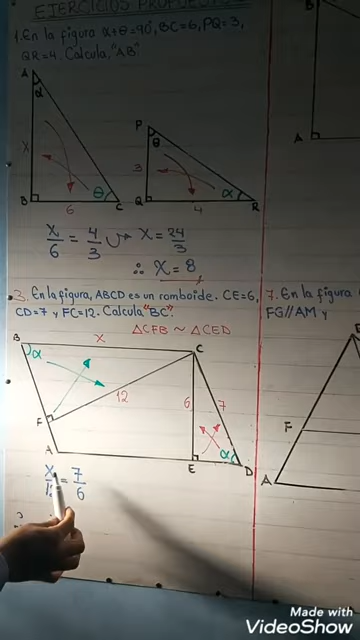 EJERCICIOS PROPUESTOS
1. En la figura α+θ=90°, BC=6, PQ=3,
QR=4. Calcula "AB".
A
α
X
B
6
θ
C
P
θ
3
Q
4
α
R
X/6 = 4/3 → X = 24/3
∴ X = 8
3. En la figura, ABCD es un romboide. CE=6,
CD=7 y FC=12. Calcula "BC".
△CFB ~ △CED
B
X
C
α
12
6
7
F
A
E
α
D
X/12 = 7/6
B
A
7. En la figura
FG//AM y
F
A
Made with
VideoShow